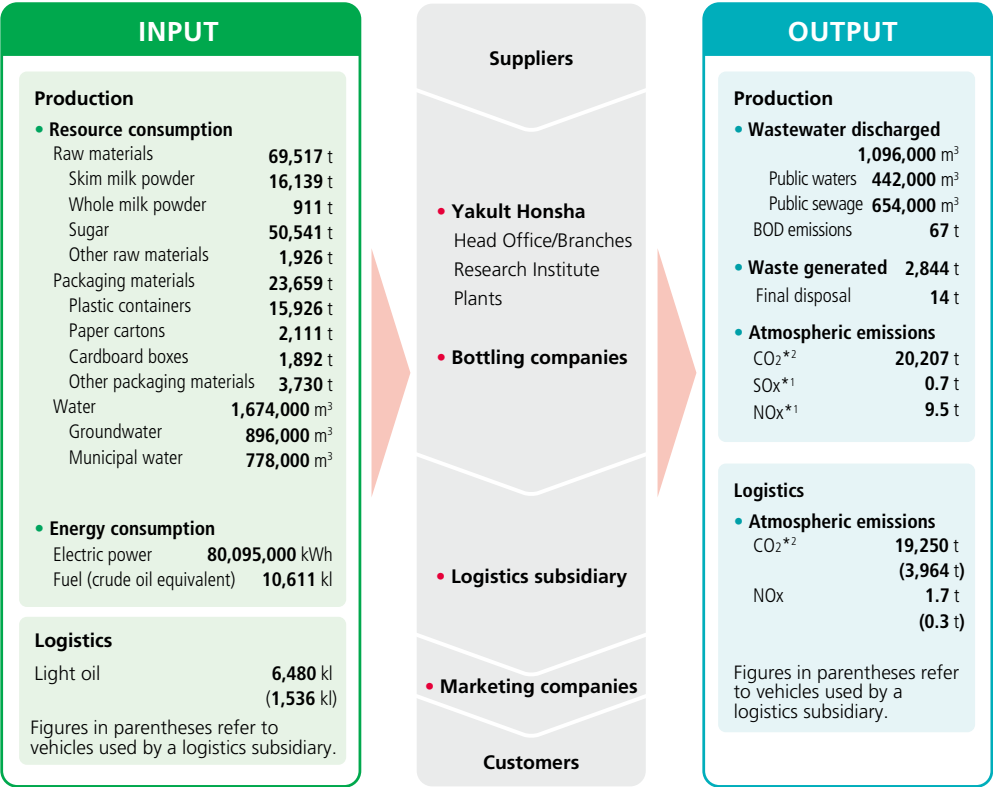 INPUT
Production
• Resource consumption
Raw materials 69,517 t
Skim milk powder 16,139 t
Whole milk powder 911 t
Sugar 50,541 t
Other raw materials 1,926 t
Packaging materials 23,659 t
Plastic containers 15,926 t
Paper cartons 2,111 t
Cardboard boxes 1,892 t
Other packaging materials 3,730 t
Water 1,674,000 m³
Groundwater 896,000 m³
Municipal water 778,000 m³
• Energy consumption
Electric power 80,095,000 kWh
Fuel (crude oil equivalent) 10,611 kl
Logistics
Light oil 6,480 kl
(1,536 kl)
Figures in parentheses refer to
vehicles used by a logistics subsidiary.
Suppliers
• Yakult Honsha
Head Office/Branches
Research Institute
Plants
• Bottling companies
• Logistics subsidiary
• Marketing companies
Customers
OUTPUT
Production
• Wastewater discharged
1,096,000 m³
Public waters 442,000 m³
Public sewage 654,000 m³
BOD emissions 67 t
• Waste generated 2,844 t
Final disposal 14 t
• Atmospheric emissions
CO2*2 20,207 t
SOx*1 0.7 t
NOx*1 9.5 t
Logistics
• Atmospheric emissions
CO2*2 19,250 t
(3,964 t)
NOx 1.7 t
(0.3 t)
Figures in parentheses refer
to vehicles used by a
logistics subsidiary.